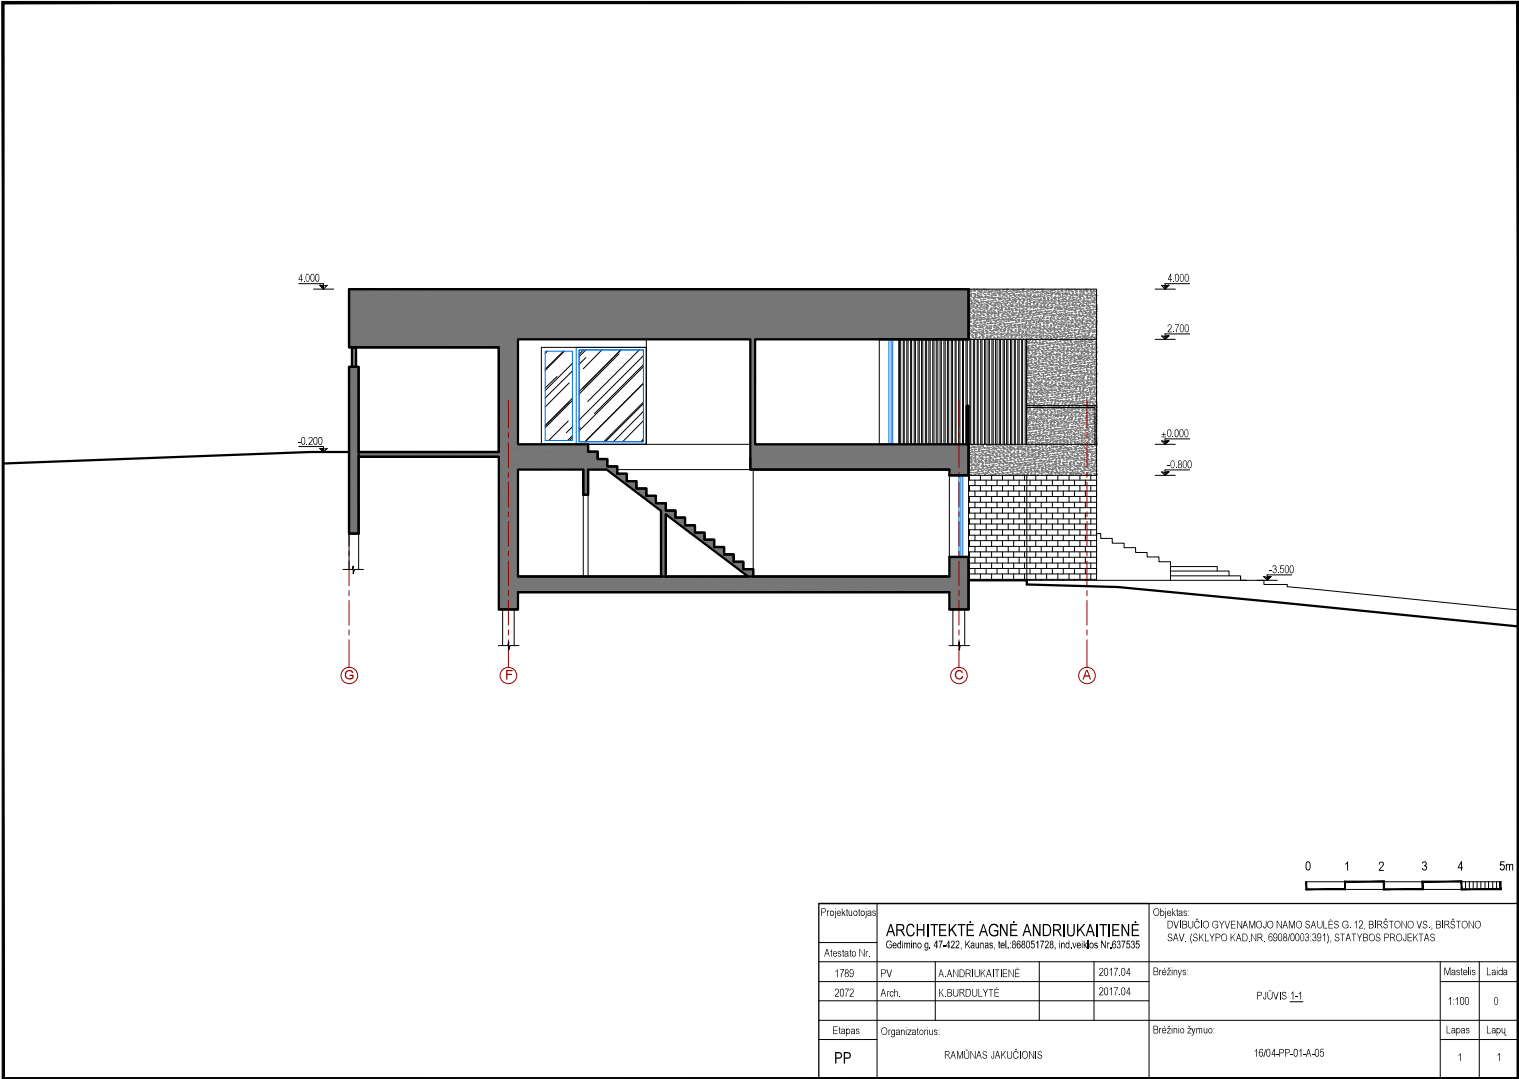 4.000
4.000
2.700
-0.200
±0.000
-0.800
-3.500
G
F
C
A
0 1 2 3 4 5m
Projektuotojas
ARCHITEKTĖ AGNĖ ANDRIUKAITIENĖ
Gedimino g. 47-422, Kaunas, tel.:868051728, ind.veiklos Nr.637535
Atestato Nr.
Objektas:
DVIBUČIO GYVENAMOJO NAMO SAULĖS G. 12, BIRŠTONO VS., BIRŠTONO
SAV. (SKLYPO KAD.NR. 6908/0003:391), STATYBOS PROJEKTAS
1789 PV A.ANDRIUKAITIENĖ 2017.04
2072 Arch. K.BURDULYTĖ 2017.04
Brėžinys:
PJŪVIS 1-1
Mastelis Laida
1:100 0
Etapas
PP
Organizatorius:
RAMŪNAS JAKUČIONIS
Brėžinio žymuo:
16/04-PP-01-A-05
Lapas Lapų
1 1